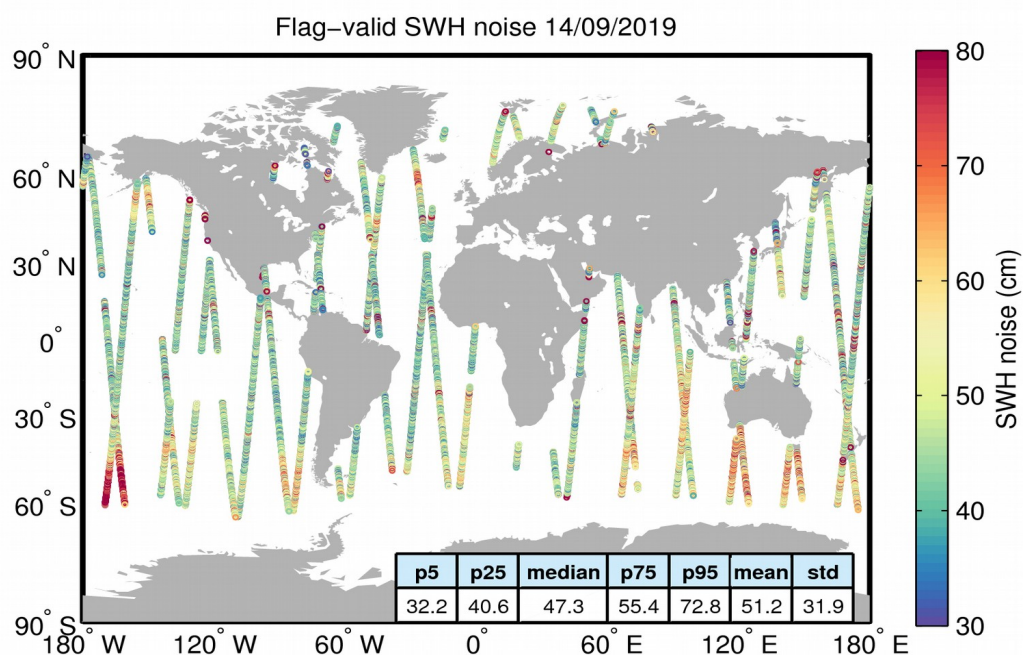 Flag−valid SWH noise 14/09/2019
90° N
60° N
30° N
0°
30° S
60° S
90° S
180° W
120° W
60° W
0°
60° E
120° E
180° E
80
70
60
50
40
30
SWH noise (cm)
p5 p25 median p75 p95 mean std
32.2 40.6 47.3 55.4 72.8 51.2 31.9